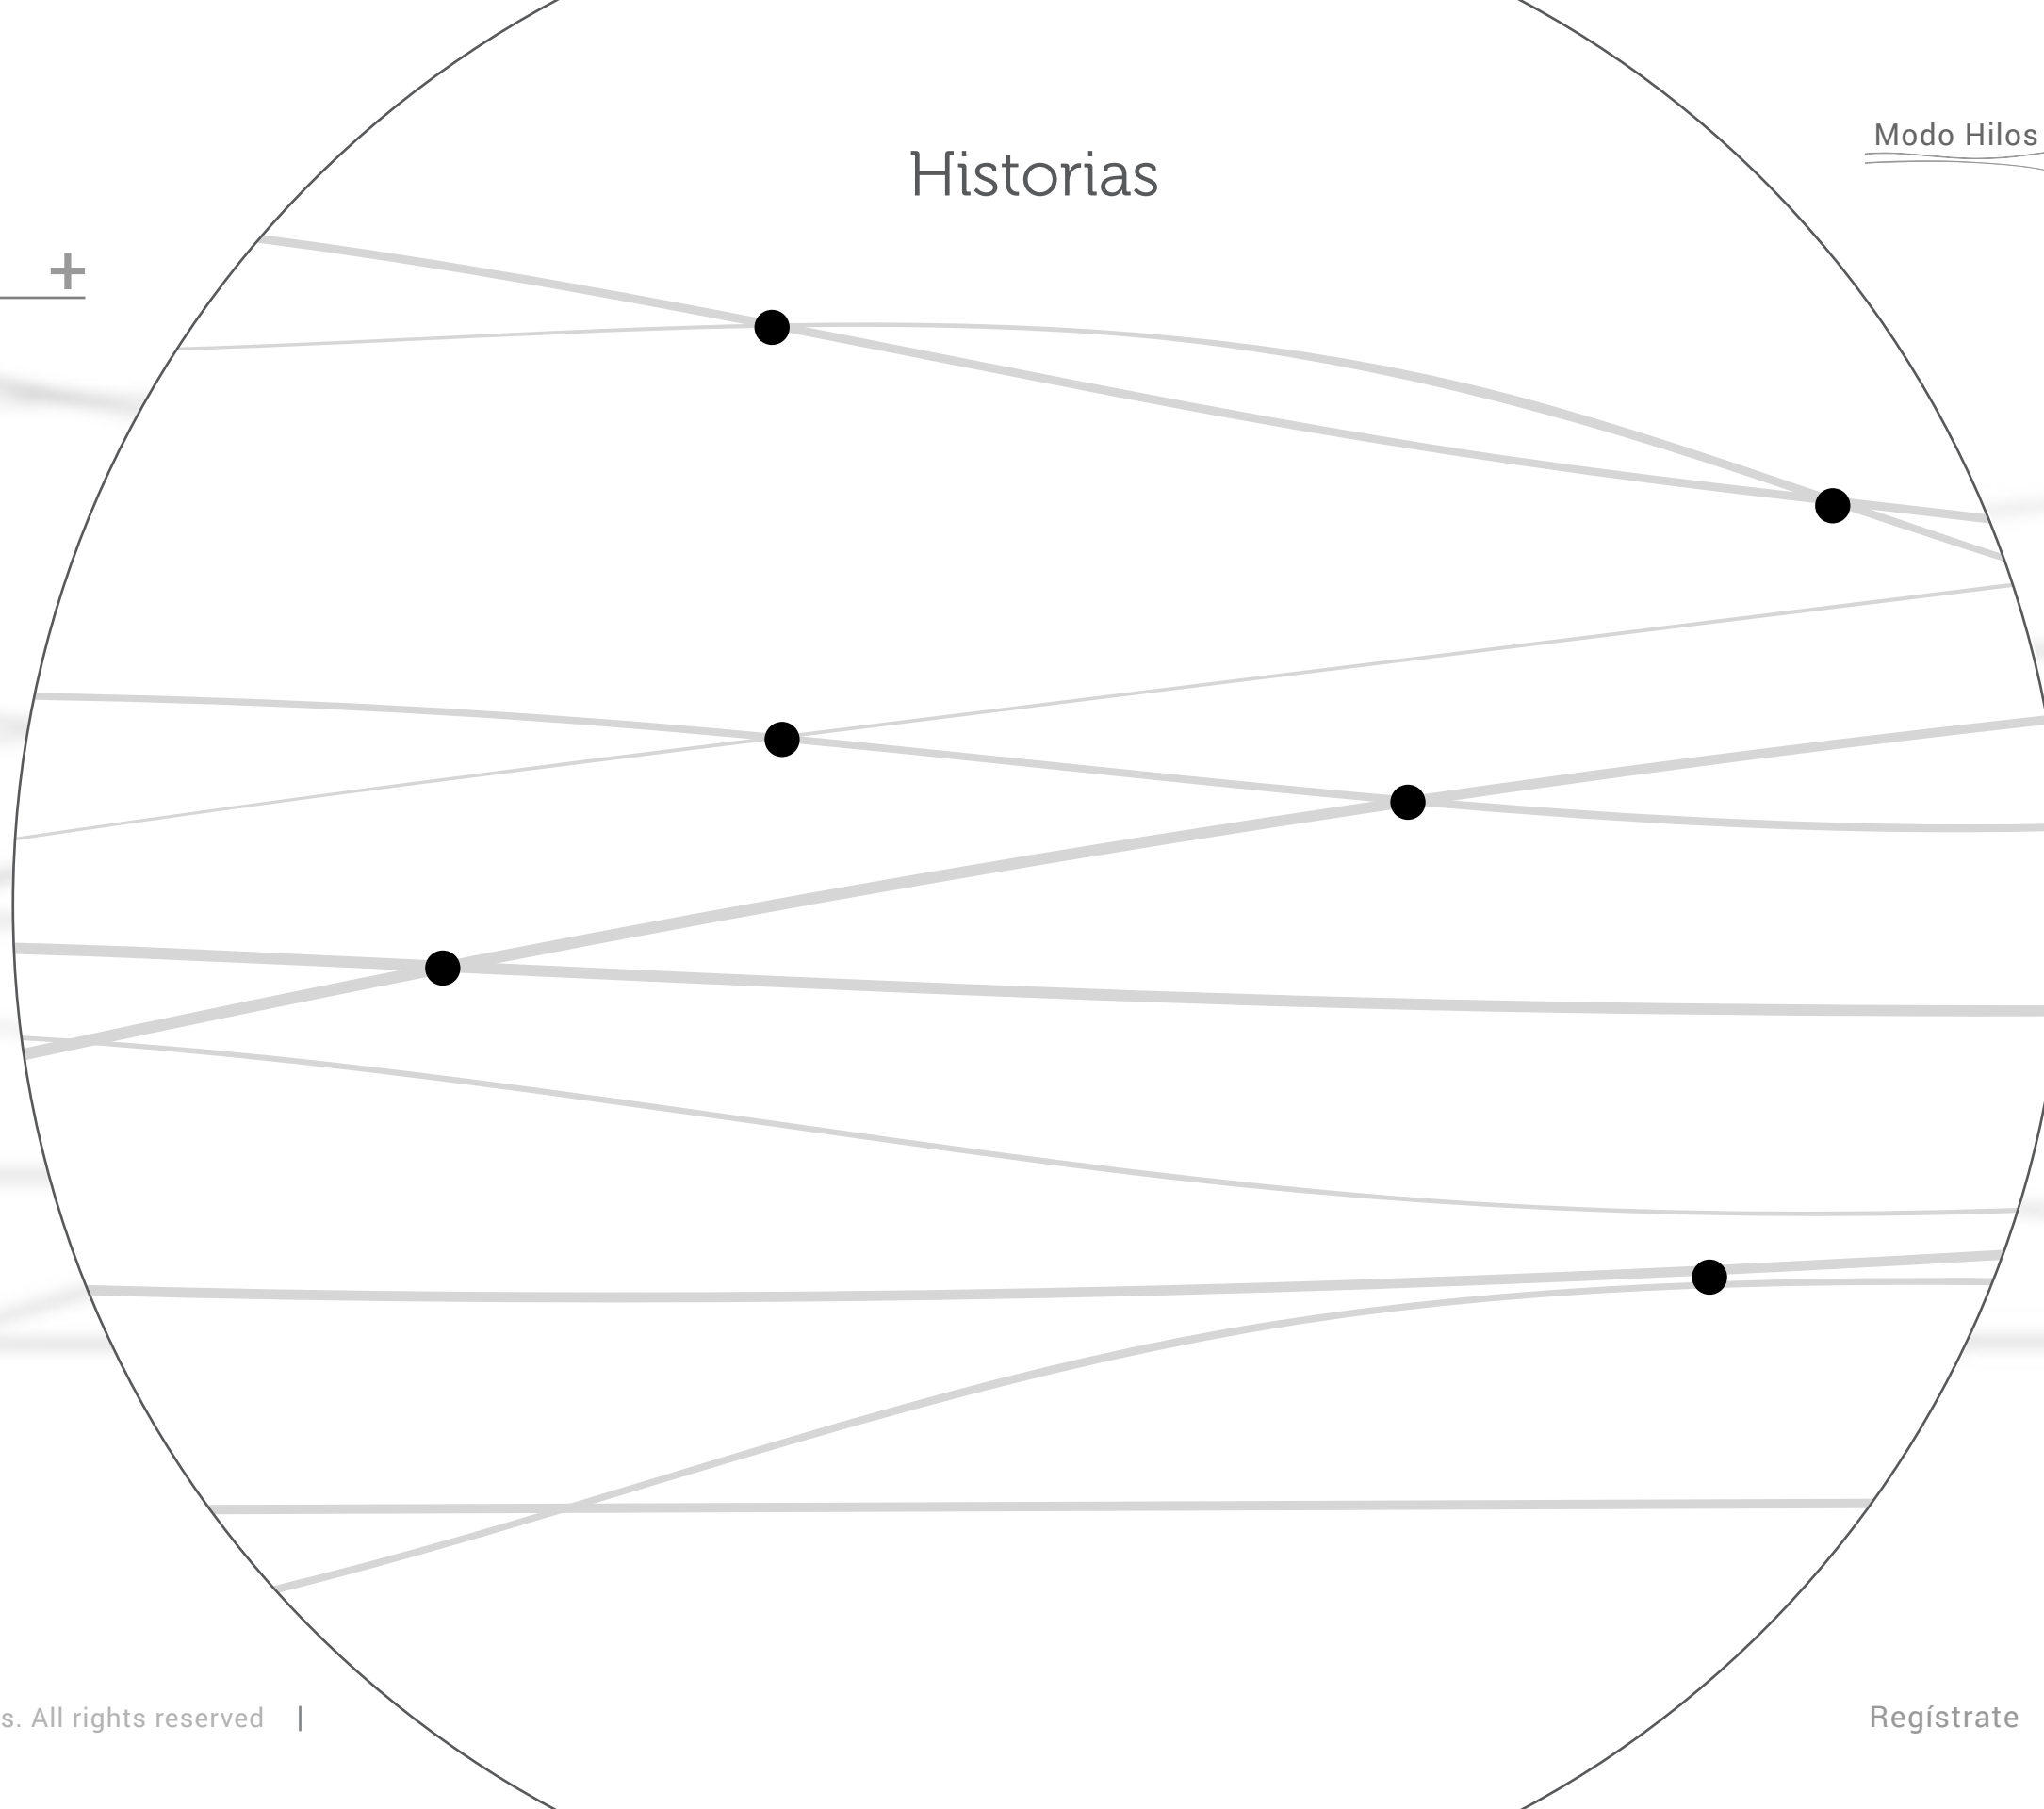 Modo Hilos
Historias
+
s. All rights reserved |
Regístrate